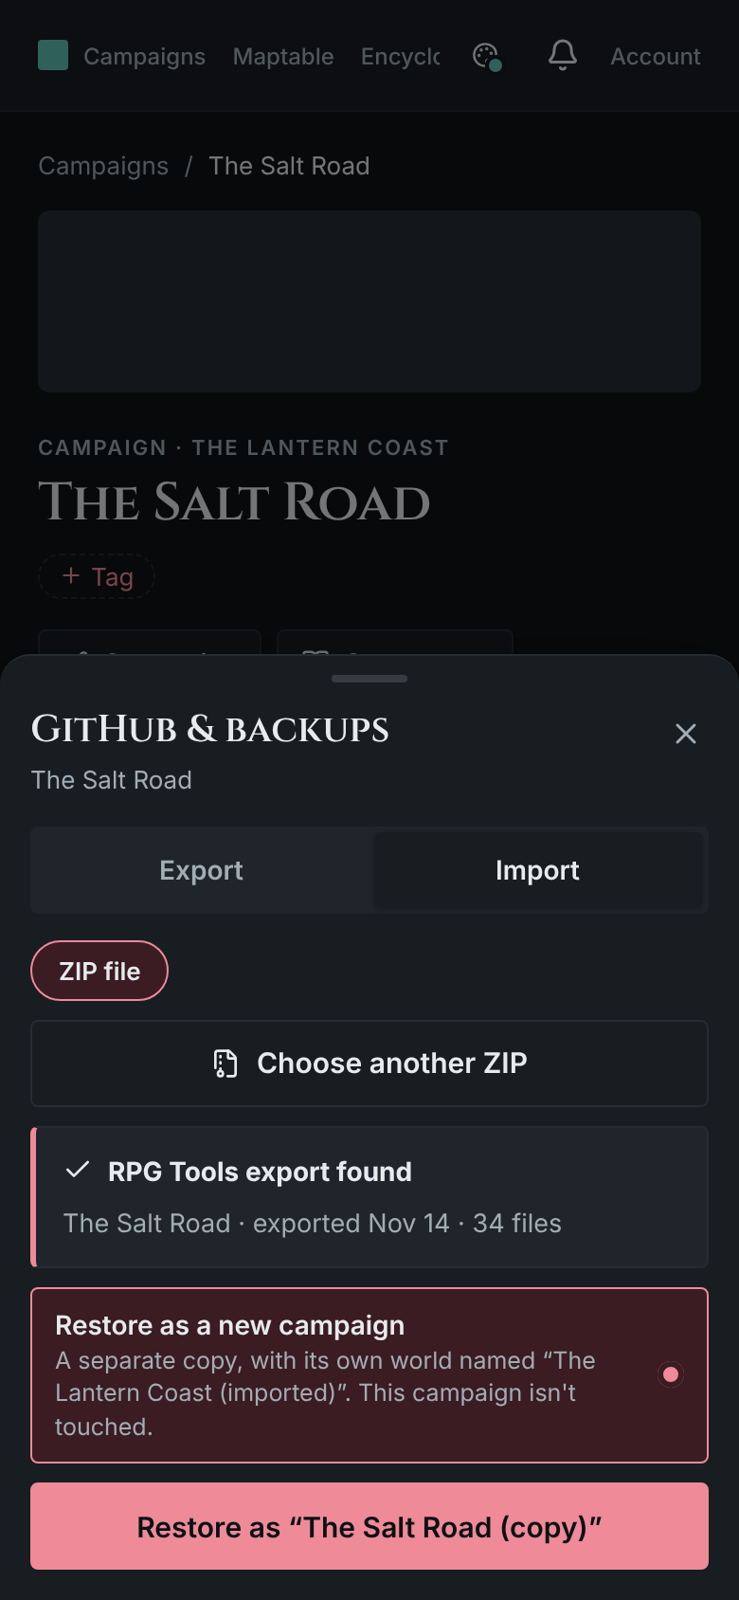 Campaigns Maptable Encyclc Account
Campaigns / The Salt Road
CAMPAIGN · THE LANTERN COAST
The Salt Road
+ Tag
GitHub & backups
The Salt Road
Export Import
ZIP file
Choose another ZIP
RPG Tools export found
The Salt Road · exported Nov 14 · 34 files
Restore as a new campaign
A separate copy, with its own world named “The
Lantern Coast (imported)”. This campaign isn't
touched.
Restore as “The Salt Road (copy)”